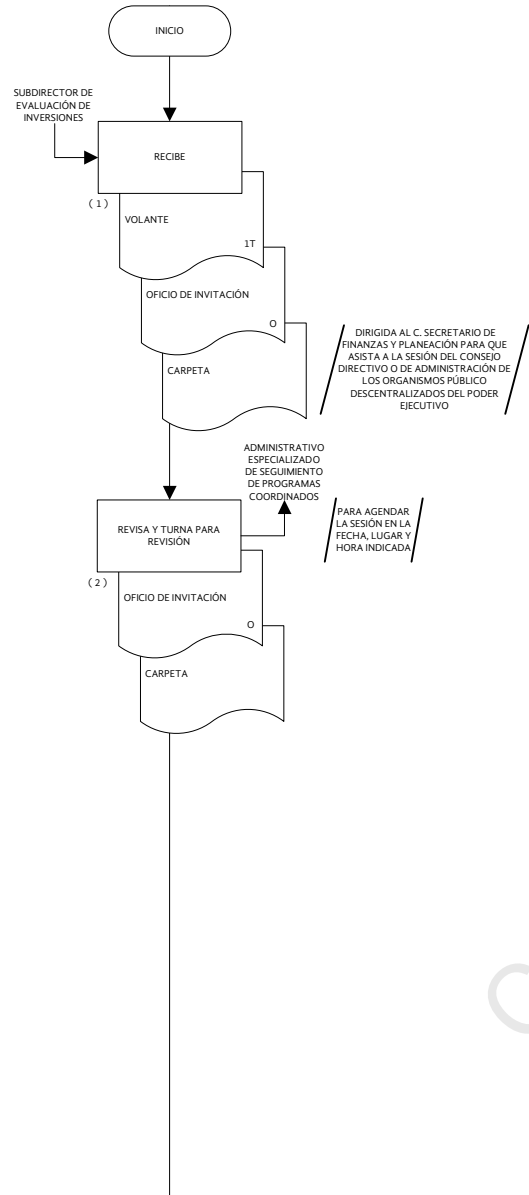 INICIO
SUBDIRECTOR DE
EVALUACIÓN DE
INVERSIONES
RECIBE
( 1 )
VOLANTE
1T
OFICIO DE INVITACIÓN
O
CARPETA
DIRIGIDA AL C. SECRETARIO DE
FINANZAS Y PLANEACIÓN PARA QUE
ASISTA A LA SESIÓN DEL CONSEJO
DIRECTIVO O DE ADMINISTRACIÓN DE
LOS ORGANISMOS PÚBLICO
DESCENTRALIZADOS DEL PODER
EJECUTIVO
ADMINISTRATIVO
ESPECIALIZADO
DE SEGUIMIENTO
DE PROGRAMAS
COORDINADOS
REVISA Y TURNA PARA
REVISIÓN
PARA AGENDAR
LA SESIÓN EN LA
FECHA, LUGAR Y
HORA INDICADA
( 2 )
OFICIO DE INVITACIÓN
O
CARPETA